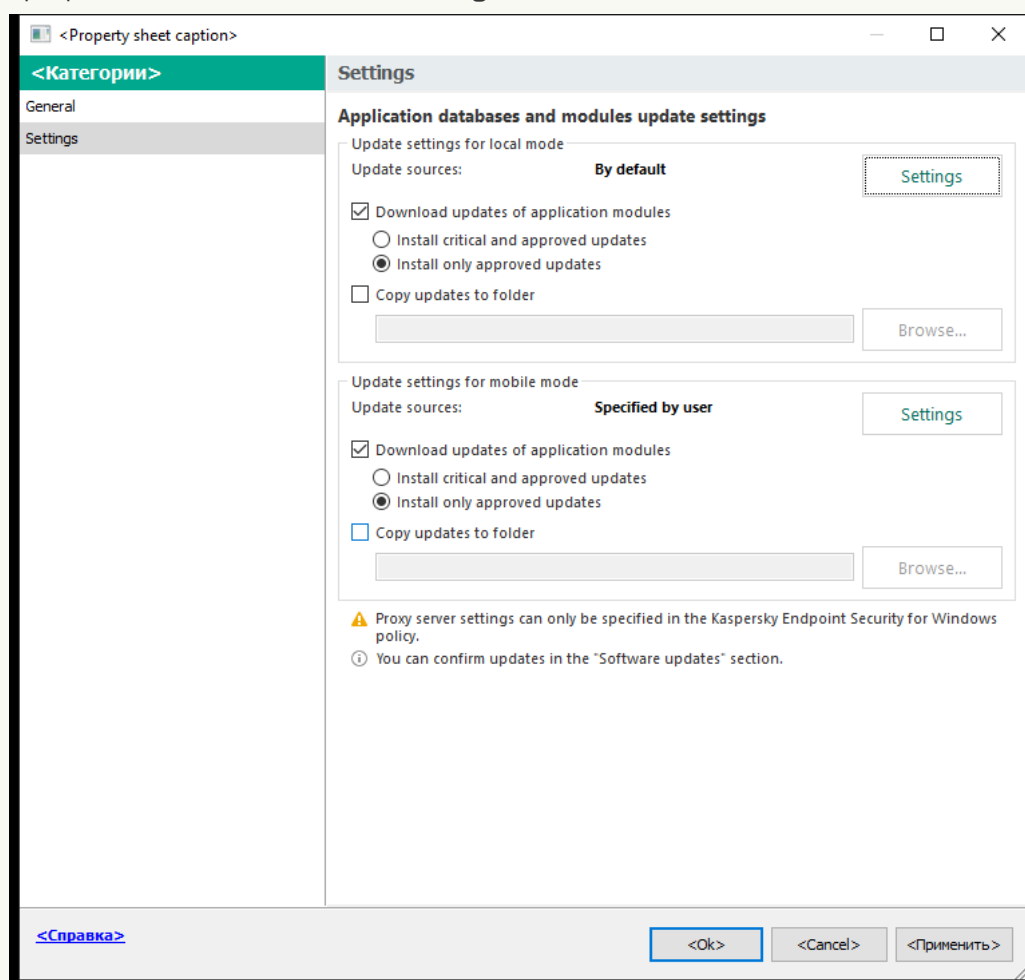 <Property sheet caption>
<Категории>
General
Settings
Settings
Application databases and modules update settings
Update settings for local mode
Update sources: By default Settings
Download updates of application modules
Install critical and approved updates
Install only approved updates
Copy updates to folder
Browse...
Update settings for mobile mode
Update sources: Specified by user Settings
Download updates of application modules
Install critical and approved updates
Install only approved updates
Copy updates to folder
Browse...
Proxy server settings can only be specified in the Kaspersky Endpoint Security for Windows
policy.
You can confirm updates in the "Software updates" section.
<Справка>
<Ok> <Cancel> <Применить>